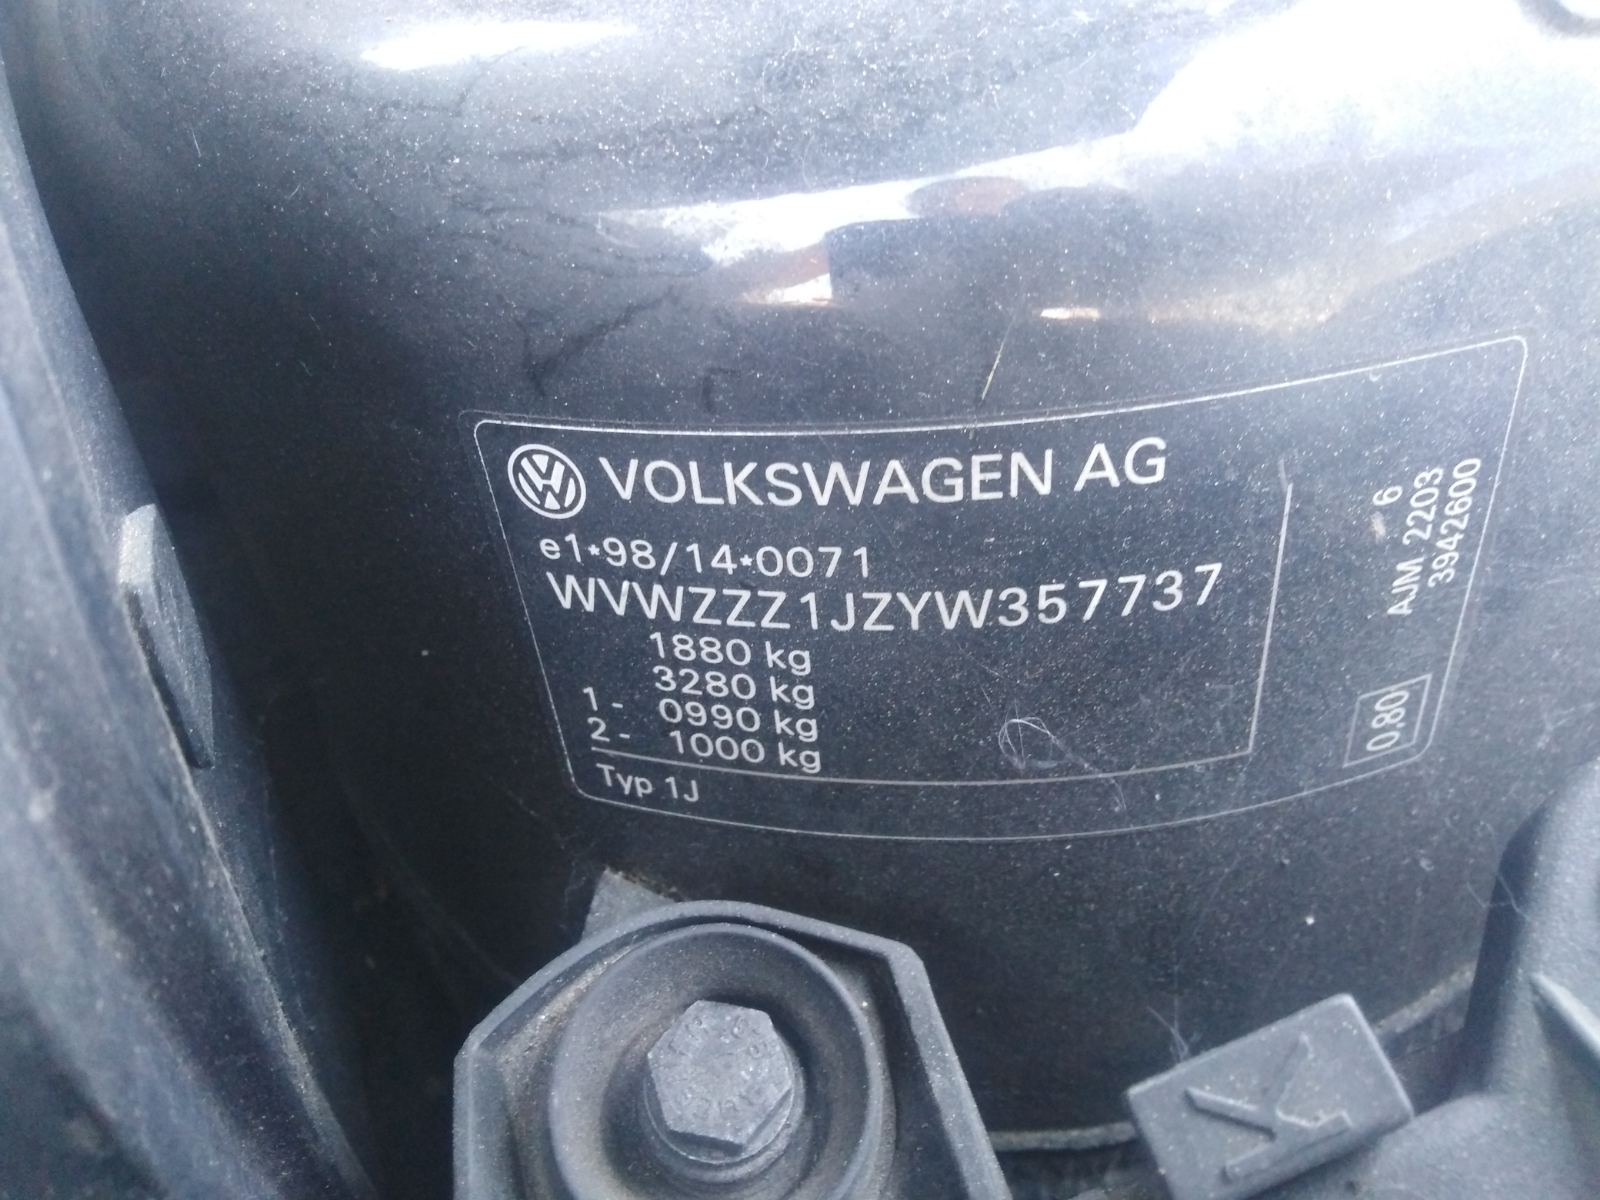 VOLKSWAGEN AG
e1*98/14*0071
WVWZZZ1JZYW357737
1880 kg
3280 kg
1- 0990 kg
2- 1000 kg
Typ 1J
6
AJM 2203
3942600
0,80